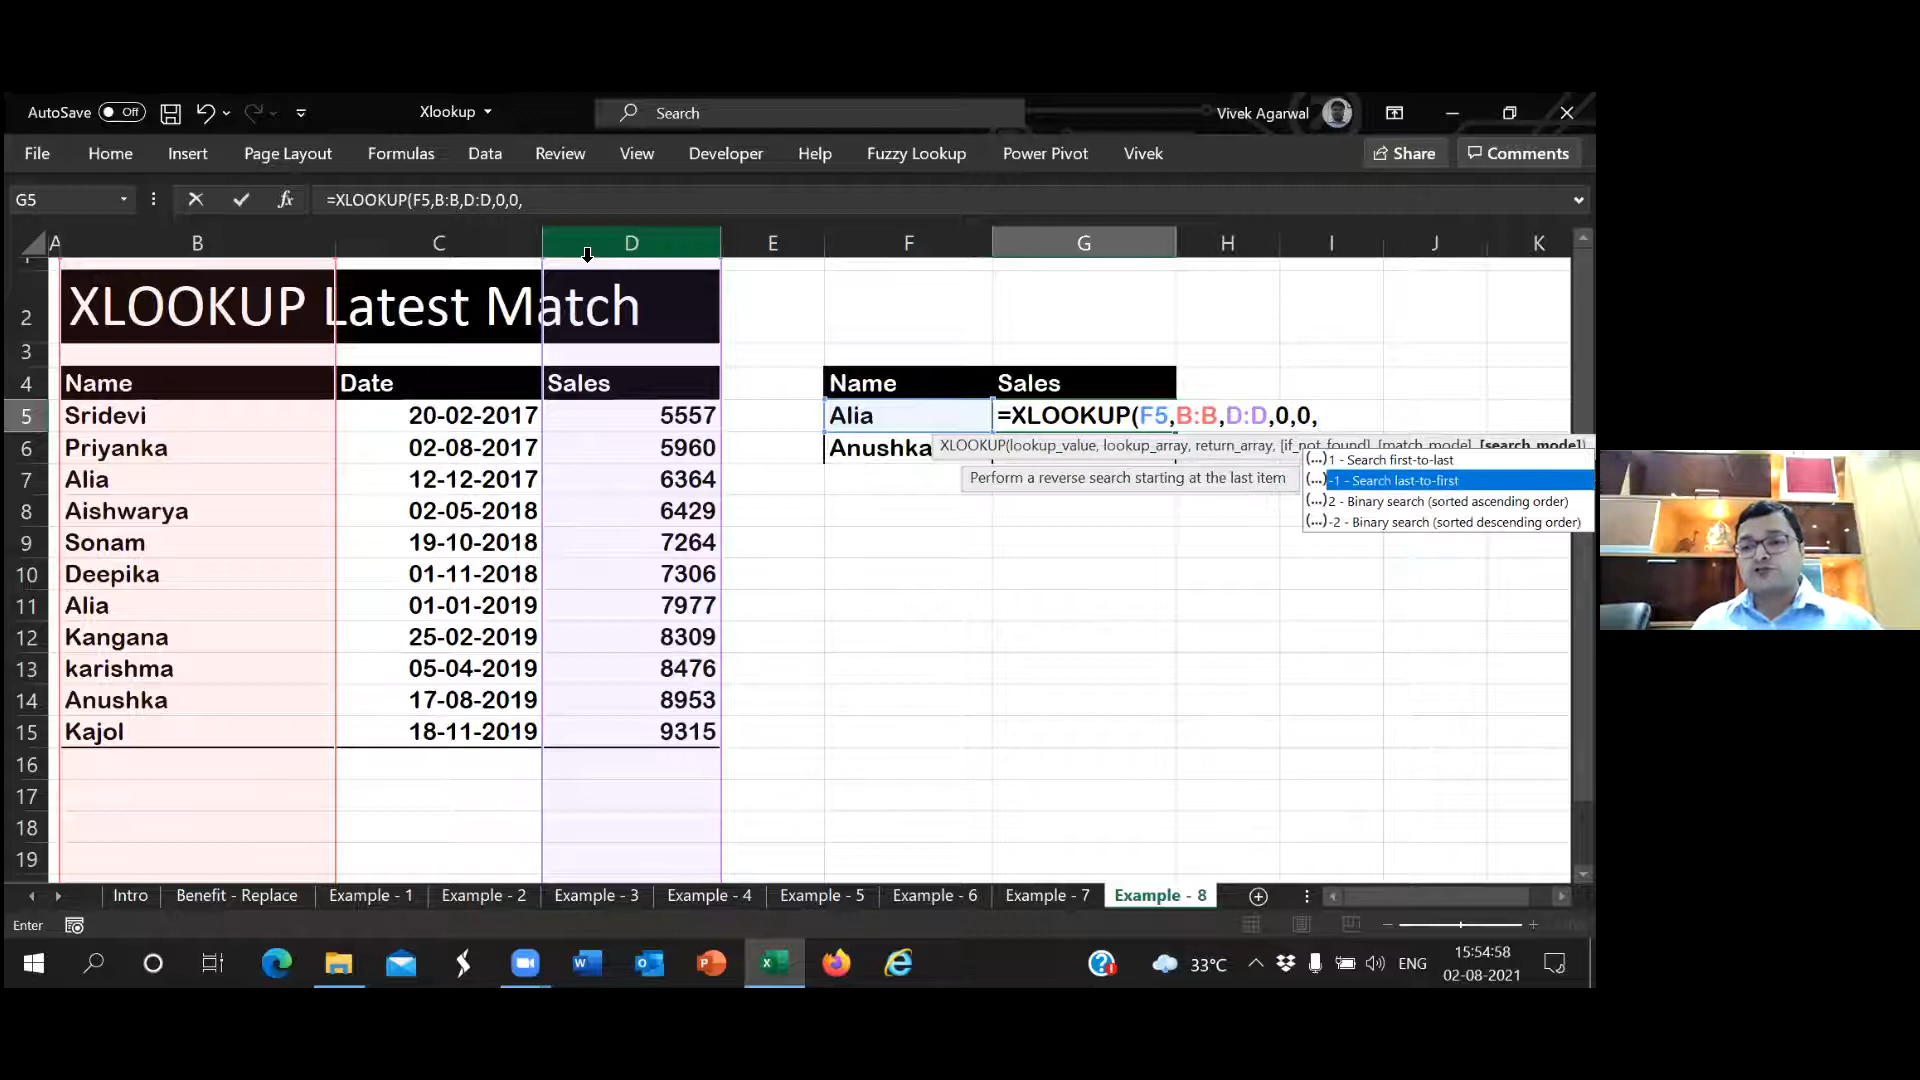 AutoSave Off Xlookup Search Vivek Agarwal
File Home Insert Page Layout Formulas Data Review View Developer Help Fuzzy Lookup Power Pivot Vivek Share Comments
G5 fx =XLOOKUP(F5,B:B,D:D,0,0,
A B C D E F G H I J K
2 XLOOKUP Latest Match
3
4 Name Date Sales Name Sales
5 Sridevi 20-02-2017 5557 Alia =XLOOKUP(F5,B:B,D:D,0,0,
6 Priyanka 02-08-2017 5960 Anushka XLOOKUP(lookup_value, lookup_array, return_array, [if_not_found], [match_mode], [search_mode])
(...) 1 - Search first-to-last
7 Alia 12-12-2017 6364 Perform a reverse search starting at the last item (...) -1 - Search last-to-first
(...) 2 - Binary search (sorted ascending order)
8 Aishwarya 02-05-2018 6429 (...) -2 - Binary search (sorted descending order)
9 Sonam 19-10-2018 7264
10 Deepika 01-11-2018 7306
11 Alia 01-01-2019 7977
12 Kangana 25-02-2019 8309
13 karishma 05-04-2019 8476
14 Anushka 17-08-2019 8953
15 Kajol 18-11-2019 9315
16
17
18
19
Intro Benefit - Replace Example - 1 Example - 2 Example - 3 Example - 4 Example - 5 Example - 6 Example - 7 Example - 8
Enter
33°C ENG 15:54:58
02-08-2021